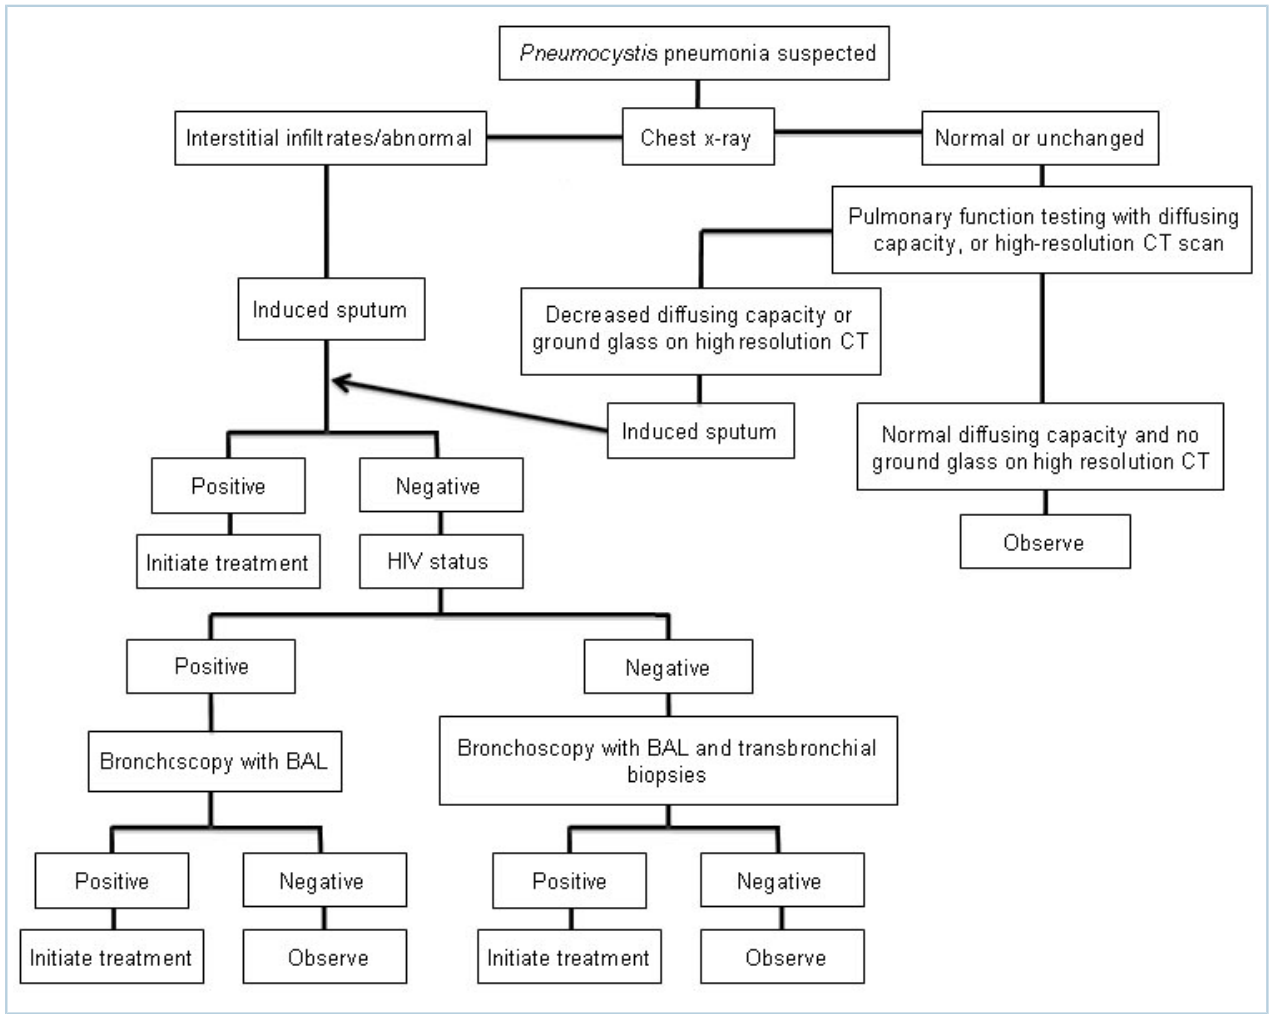 Pneumocystis pneumonia suspected
Interstitial infiltrates/abnormal
Chest x-ray
Normal or unchanged
Pulmonary function testing with diffusing
capacity, or high-resolution CT scan
Induced sputum
Decreased diffusing capacity or
ground glass on high resolution CT
Induced sputum
Normal diffusing capacity and no
ground glass on high resolution CT
Observe
Positive
Negative
Initiate treatment
HIV status
Positive
Negative
Bronchoscopy with BAL
Bronchoscopy with BAL and transbronchial
biopsies
Positive
Negative
Positive
Negative
Initiate treatment
Observe
Initiate treatment
Observe